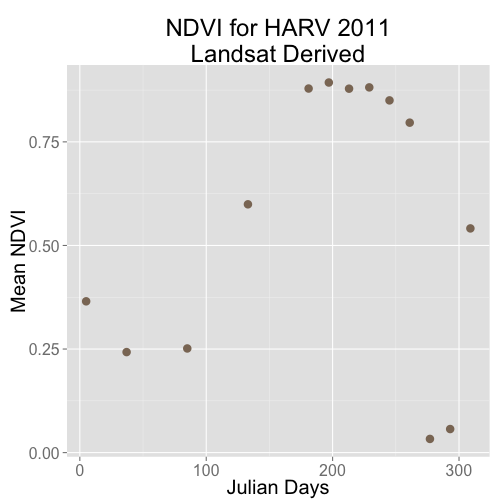 NDVI for HARV 2011
Landsat Derived
Mean NDVI
0.75
0.50
0.25
0.00
0 100 200 300
Julian Days